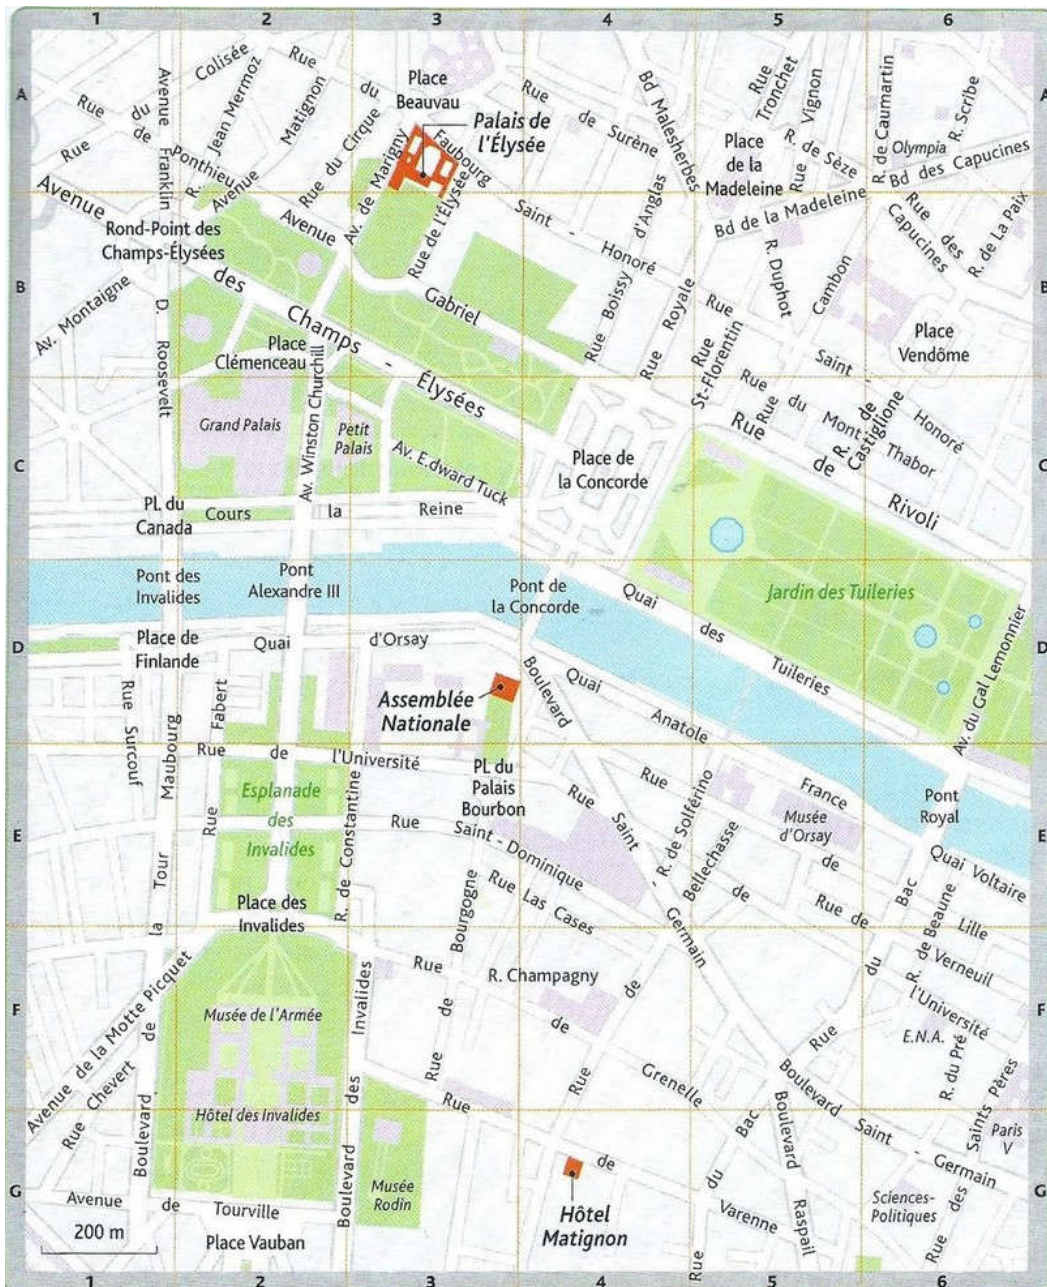 1 2 3 4 5 6
A
Rue du Colisée
Avenue
Franklin
D.
Roosevelt
Rue de Ponthieu
R. Jean Mermoz
Avenue
Matignon
Rue du Cirque
Rue
du
Faubourg
Saint
-
Honoré
Place
Beauvau
Palais de
l'Élysée
Av. de Marigny
Rue de l'Élysée
Rue
de
Surène
Bd Malesherbes
d'Anglas
Rue
Tronchet
Vignon
Rue
Place
de la
Madeleine
R. de Sèze
R. de Caumartin
Olympia
R. Scribe
Bd des Capucines
A
B
Avenue
des
Champs
-
Élysées
Rond-Point des
Champs-Élysées
Av. Montaigne
Avenue
Gabriel
Rue Boissy
Rue Royale
Bd de la Madeleine
R. Duphot
Rue
Cambon
Rue des
Capucines
R. de La Paix
Rue
Saint
-
Honoré
Rue
St-Florentin
Place
Vendôme
Place
Clémenceau
B
C
Grand Palais
Av. Winston Churchill
Petit
Palais
Av. Edward Tuck
Place de
la Concorde
Rue
du
Mont
Thabor
R. de
Castiglione
Rue
de
Rivoli
Pl. du
Canada
Cours
la
Reine
C
D
Pont des
Invalides
Pont
Alexandre III
Pont de
la Concorde
Quai
des
Tuileries
Jardin des Tuileries
Av. du Gal Lemonnier
Place de
Finlande
Quai
d'Orsay
Rue Surcouf
Rue
Fabert
Assemblée
Nationale
Boulevard
Saint
-
Germain
Quai
Anatole
France
D
E
Rue
de
l'Université
Pl. du
Palais
Bourbon
Esplanade
des
Invalides
R. de Constantine
Rue
Saint - Dominique
Rue Las Cases
R. de Solférino
Bellechasse
de
Rue
Rue
de
Lille
Musée
d'Orsay
Pont
Royal
Quai Voltaire
Place des
Invalides
E
F
Boulevard
de
la
Tour
Maubourg
Avenue de la Motte Picquet
Rue Chevert
Musée de l'Armée
Hôtel des Invalides
Boulevard
des
Invalides
Rue
de
Bourgogne
Rue
de
Grenelle
R. Champagny
Rue
du
Bac
R. de Beaune
Rue de
Verneuil
de
l'Université
E.N.A.
R. du Pré
F
G
Avenue
de
Tourville
Place Vauban
Musée
Rodin
Rue
de
Varenne
Hôtel
Matignon
Rue
du
Bac
Boulevard
Raspail
Boulevard
Saint
-
Germain
Sciences-
Politiques
Rue des
Saints Pères
Paris
V
G
200 m
1 2 3 4 5 6